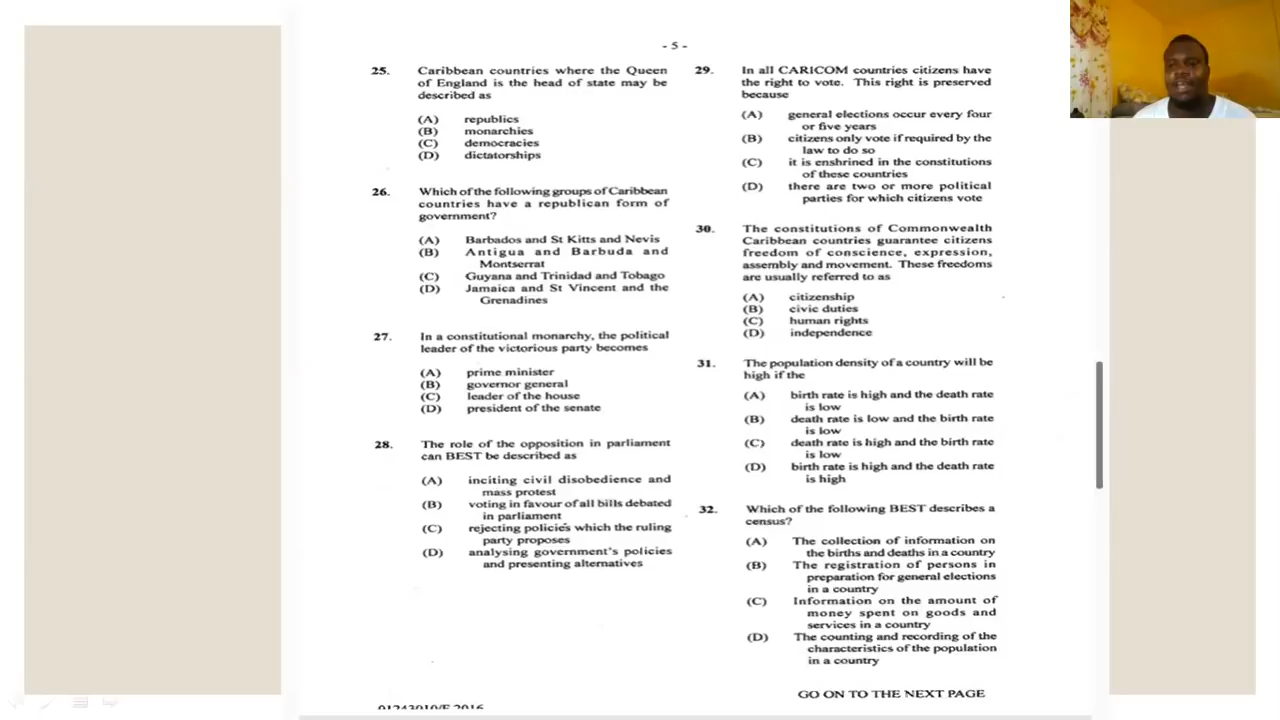 - 5 -
25. Caribbean countries where the Queen
of England is the head of state may be
described as
(A) republics
(B) monarchies
(C) democracies
(D) dictatorships
26. Which of the following groups of Caribbean
countries have a republican form of
government?
(A) Barbados and St Kitts and Nevis
(B) Antigua and Barbuda and
Montserrat
(C) Guyana and Trinidad and Tobago
(D) Jamaica and St Vincent and the
Grenadines
27. In a constitutional monarchy, the political
leader of the victorious party becomes
(A) prime minister
(B) governor general
(C) leader of the house
(D) president of the senate
28. The role of the opposition in parliament
can BEST be described as
(A) inciting civil disobedience and
mass protest
(B) voting in favour of all bills debated
in parliament
(C) rejecting policies which the ruling
party proposes
(D) analysing government's policies
and presenting alternatives
29. In all CARICOM countries citizens have
the right to vote. This right is preserved
because
(A) general elections occur every four
or five years
(B) citizens only vote if required by the
law to do so
(C) it is enshrined in the constitutions
of these countries
(D) there are two or more political
parties for which citizens vote
30. The constitutions of Commonwealth
Caribbean countries guarantee citizens
freedom of conscience, expression,
assembly and movement. These freedoms
are usually referred to as
(A) citizenship
(B) civic duties
(C) human rights
(D) independence
31. The population density of a country will be
high if the
(A) birth rate is high and the death rate
is low
(B) death rate is low and the birth rate
is low
(C) death rate is high and the birth rate
is low
(D) birth rate is high and the death rate
is high
32. Which of the following BEST describes a
census?
(A) The collection of information on
the births and deaths in a country
(B) The registration of persons in
preparation for general elections
in a country
(C) Information on the amount of
money spent on goods and
services in a country
(D) The counting and recording of the
characteristics of the population
in a country
GO ON TO THE NEXT PAGE
01243010/F 2016